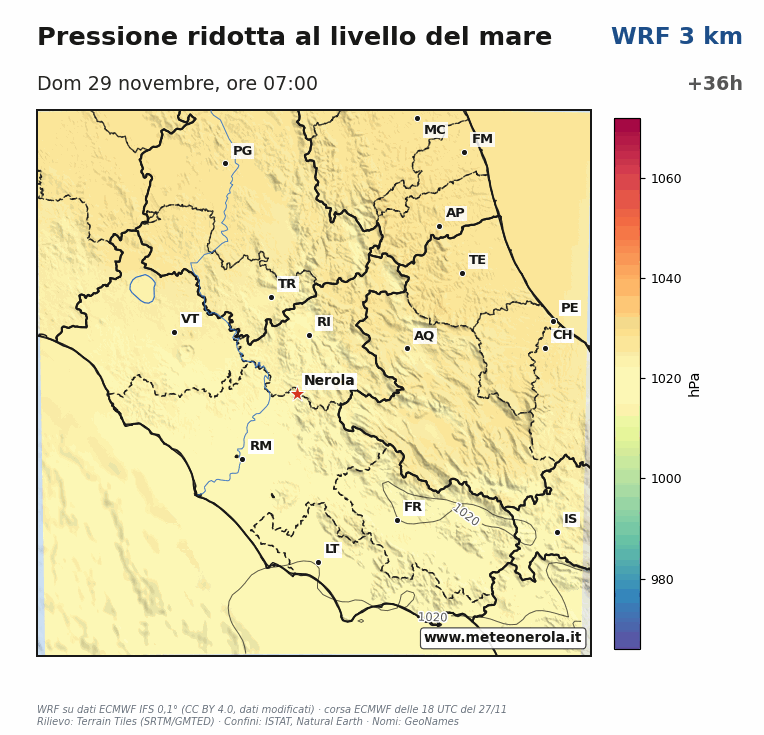 Pressione ridotta al livello del mare
WRF 3 km
Dom 29 novembre, ore 07:00
+36h
MC
FM
PG
AP
TE
TR
PE
VT
RI
AQ
CH
Nerola
RM
FR
1020
IS
LT
1020
www.meteonerola.it
1060
1040
1020
1000
980
hPa
WRF su dati ECMWF IFS 0,1° (CC BY 4.0, dati modificati) · corsa ECMWF delle 18 UTC del 27/11
Rilievo: Terrain Tiles (SRTM/GMTED) · Confini: ISTAT, Natural Earth · Nomi: GeoNames